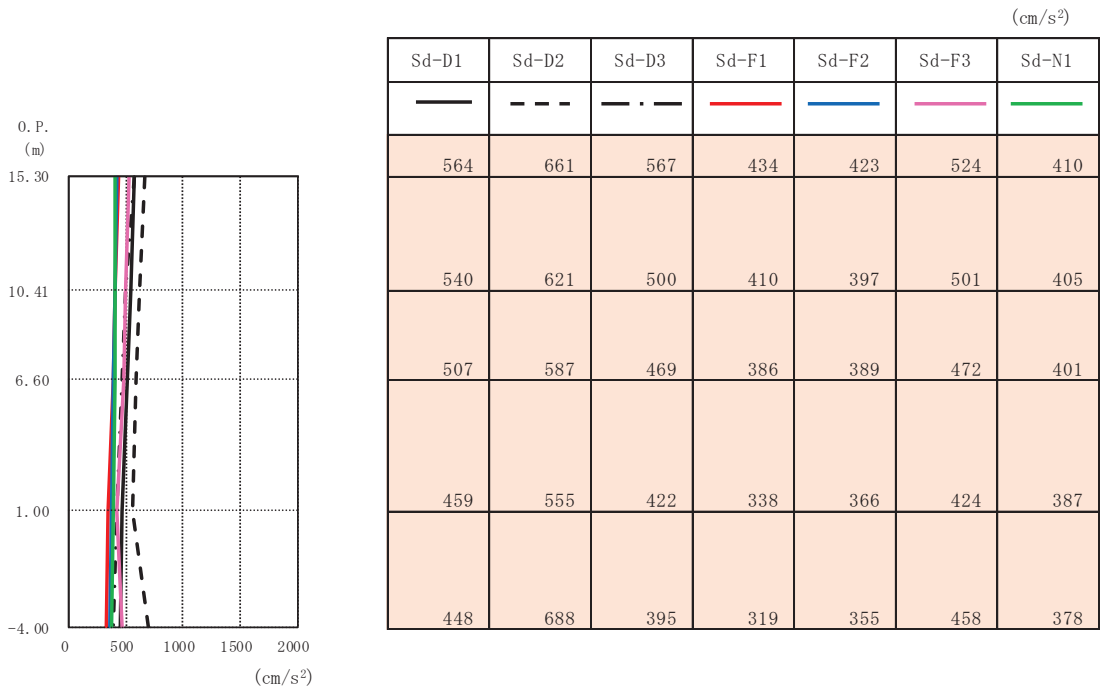 (cm/s²)
Sd-D1 Sd-D2 Sd-D3 Sd-F1 Sd-F2 Sd-F3 Sd-N1
O.P.
(m)
564 661 567 434 423 524 410
15.30
540 621 500 410 397 501 405
10.41
507 587 469 386 389 472 401
6.60
459 555 422 338 366 424 387
1.00
448 688 395 319 355 458 378
-4.00
0 500 1000 1500 2000
(cm/s²)